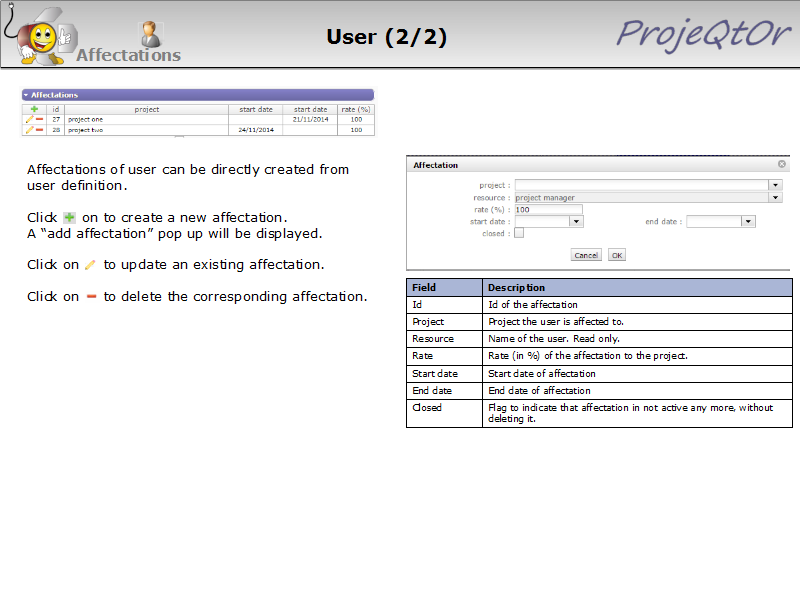 Affectations
User (2/2)
ProjeQtOr
Affectations
id project start date start date rate (%)
27 project one 21/11/2014 100
28 project two 24/11/2014 100
Affectations of user can be directly created from
user definition.
Click on to create a new affectation.
A “add affectation” pop up will be displayed.
Click on to update an existing affectation.
Click on to delete the corresponding affectation.
Affectation
project :
resource : project manager
rate (%) : 100
start date : end date :
closed :
Cancel OK
Field Description
Id Id of the affectation
Project Project the user is affected to.
Resource Name of the user. Read only.
Rate Rate (in %) of the affectation to the project.
Start date Start date of affectation
End date End date of affectation
Closed Flag to indicate that affectation in not active any more, without
deleting it.